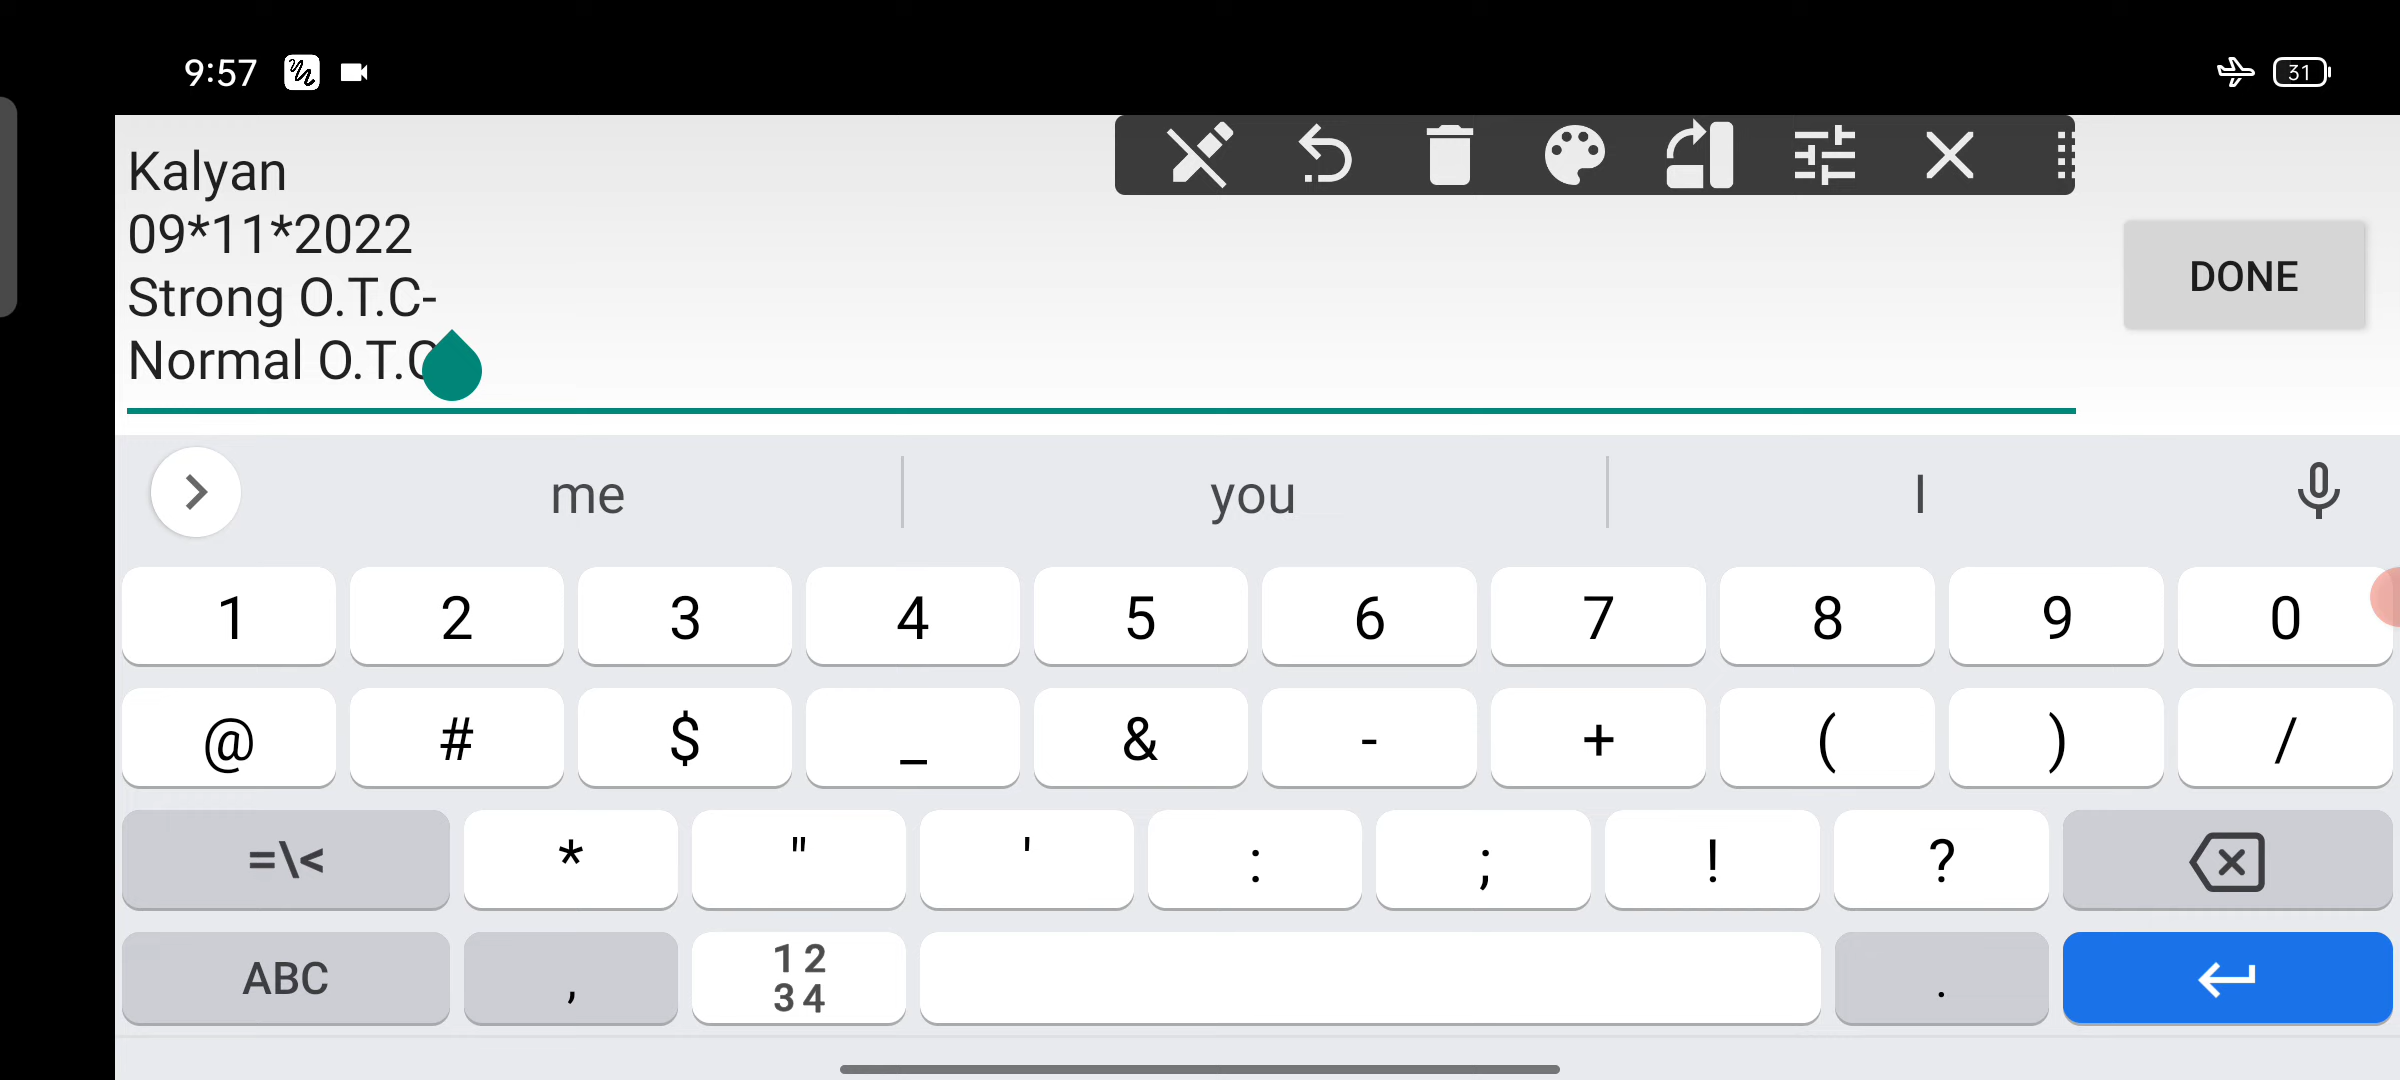 9:57
31
Kalyan
09*11*2022
Strong O.T.C-
Normal O.T.C
DONE
me you I
1 2 3 4 5 6 7 8 9 0
@ # $ _ & - + ( ) /
=\< * " ' : ; ! ?
ABC , 1 2 3 4 .